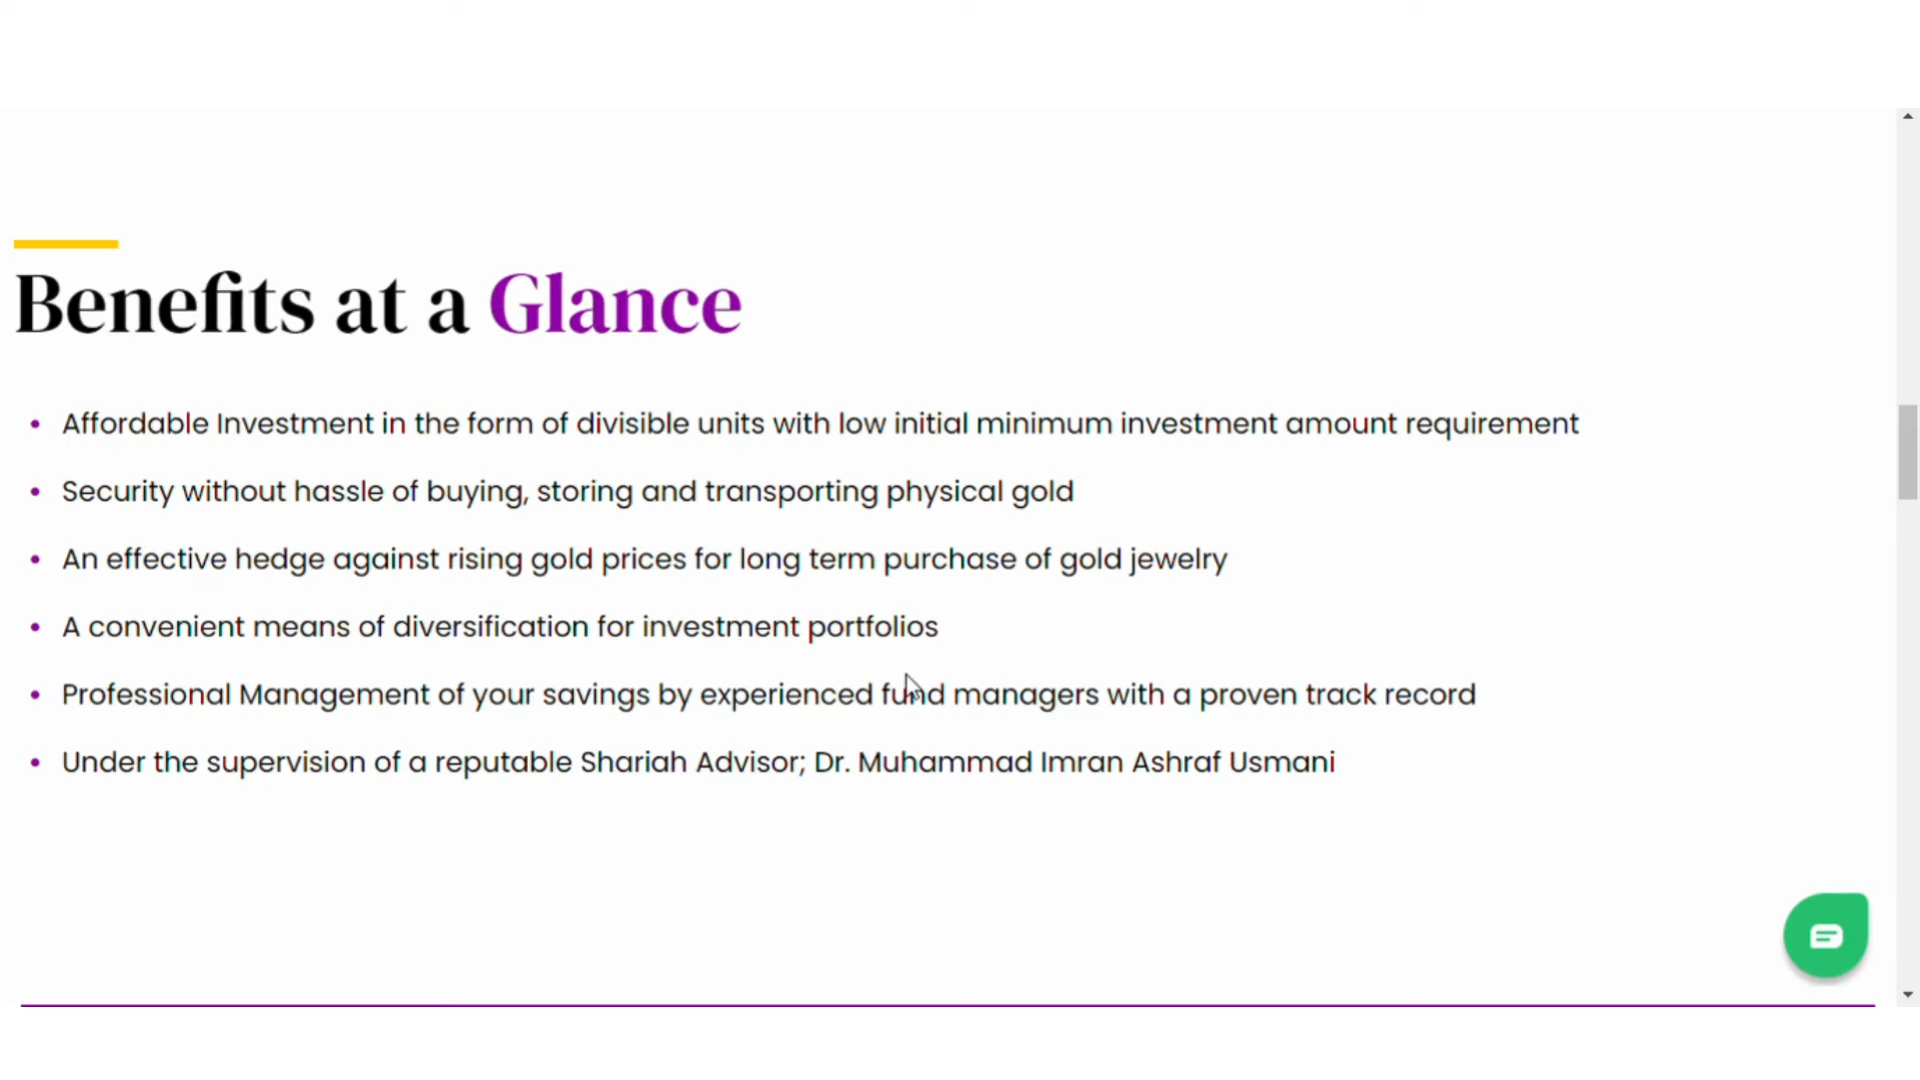 Benefits at a Glance
• Affordable Investment in the form of divisible units with low initial minimum investment amount requirement
• Security without hassle of buying, storing and transporting physical gold
• An effective hedge against rising gold prices for long term purchase of gold jewelry
• A convenient means of diversification for investment portfolios
• Professional Management of your savings by experienced fund managers with a proven track record
• Under the supervision of a reputable Shariah Advisor; Dr. Muhammad Imran Ashraf Usmani